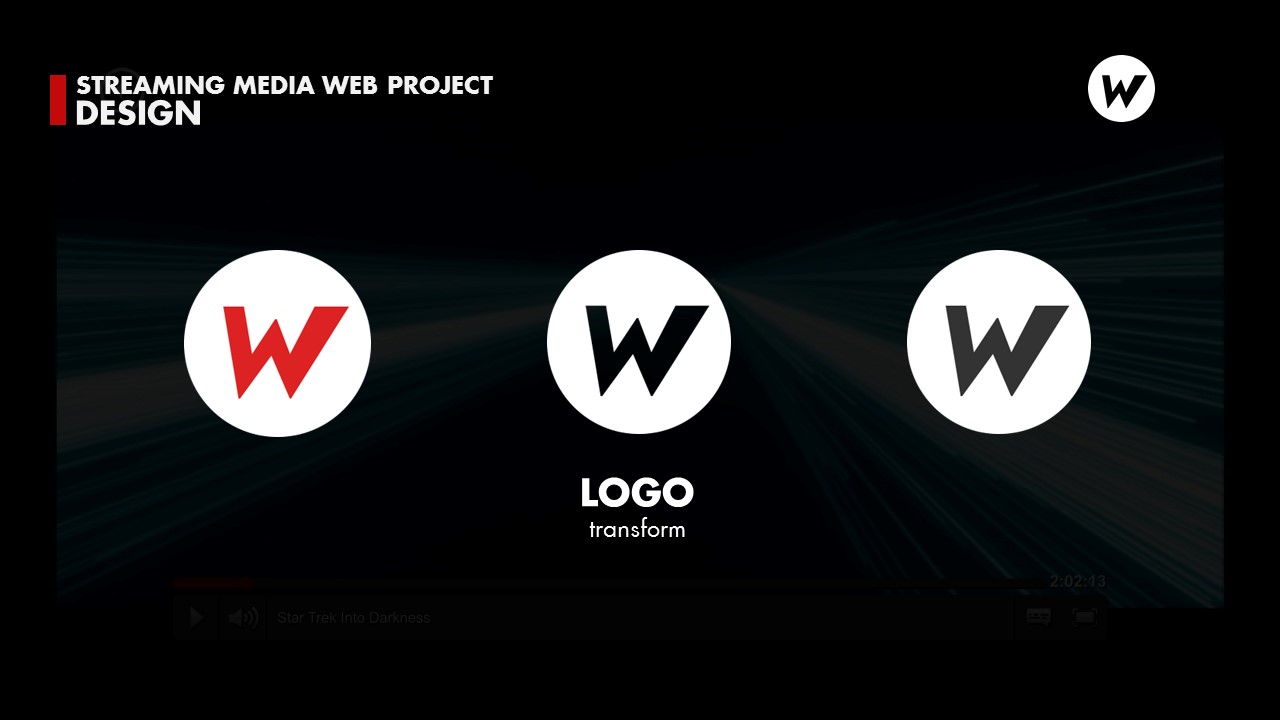 STREAMING MEDIA WEB PROJECT
DESIGN
W
W
W
W
LOGO
transform
2:02:13
Star Trek Into Darkness